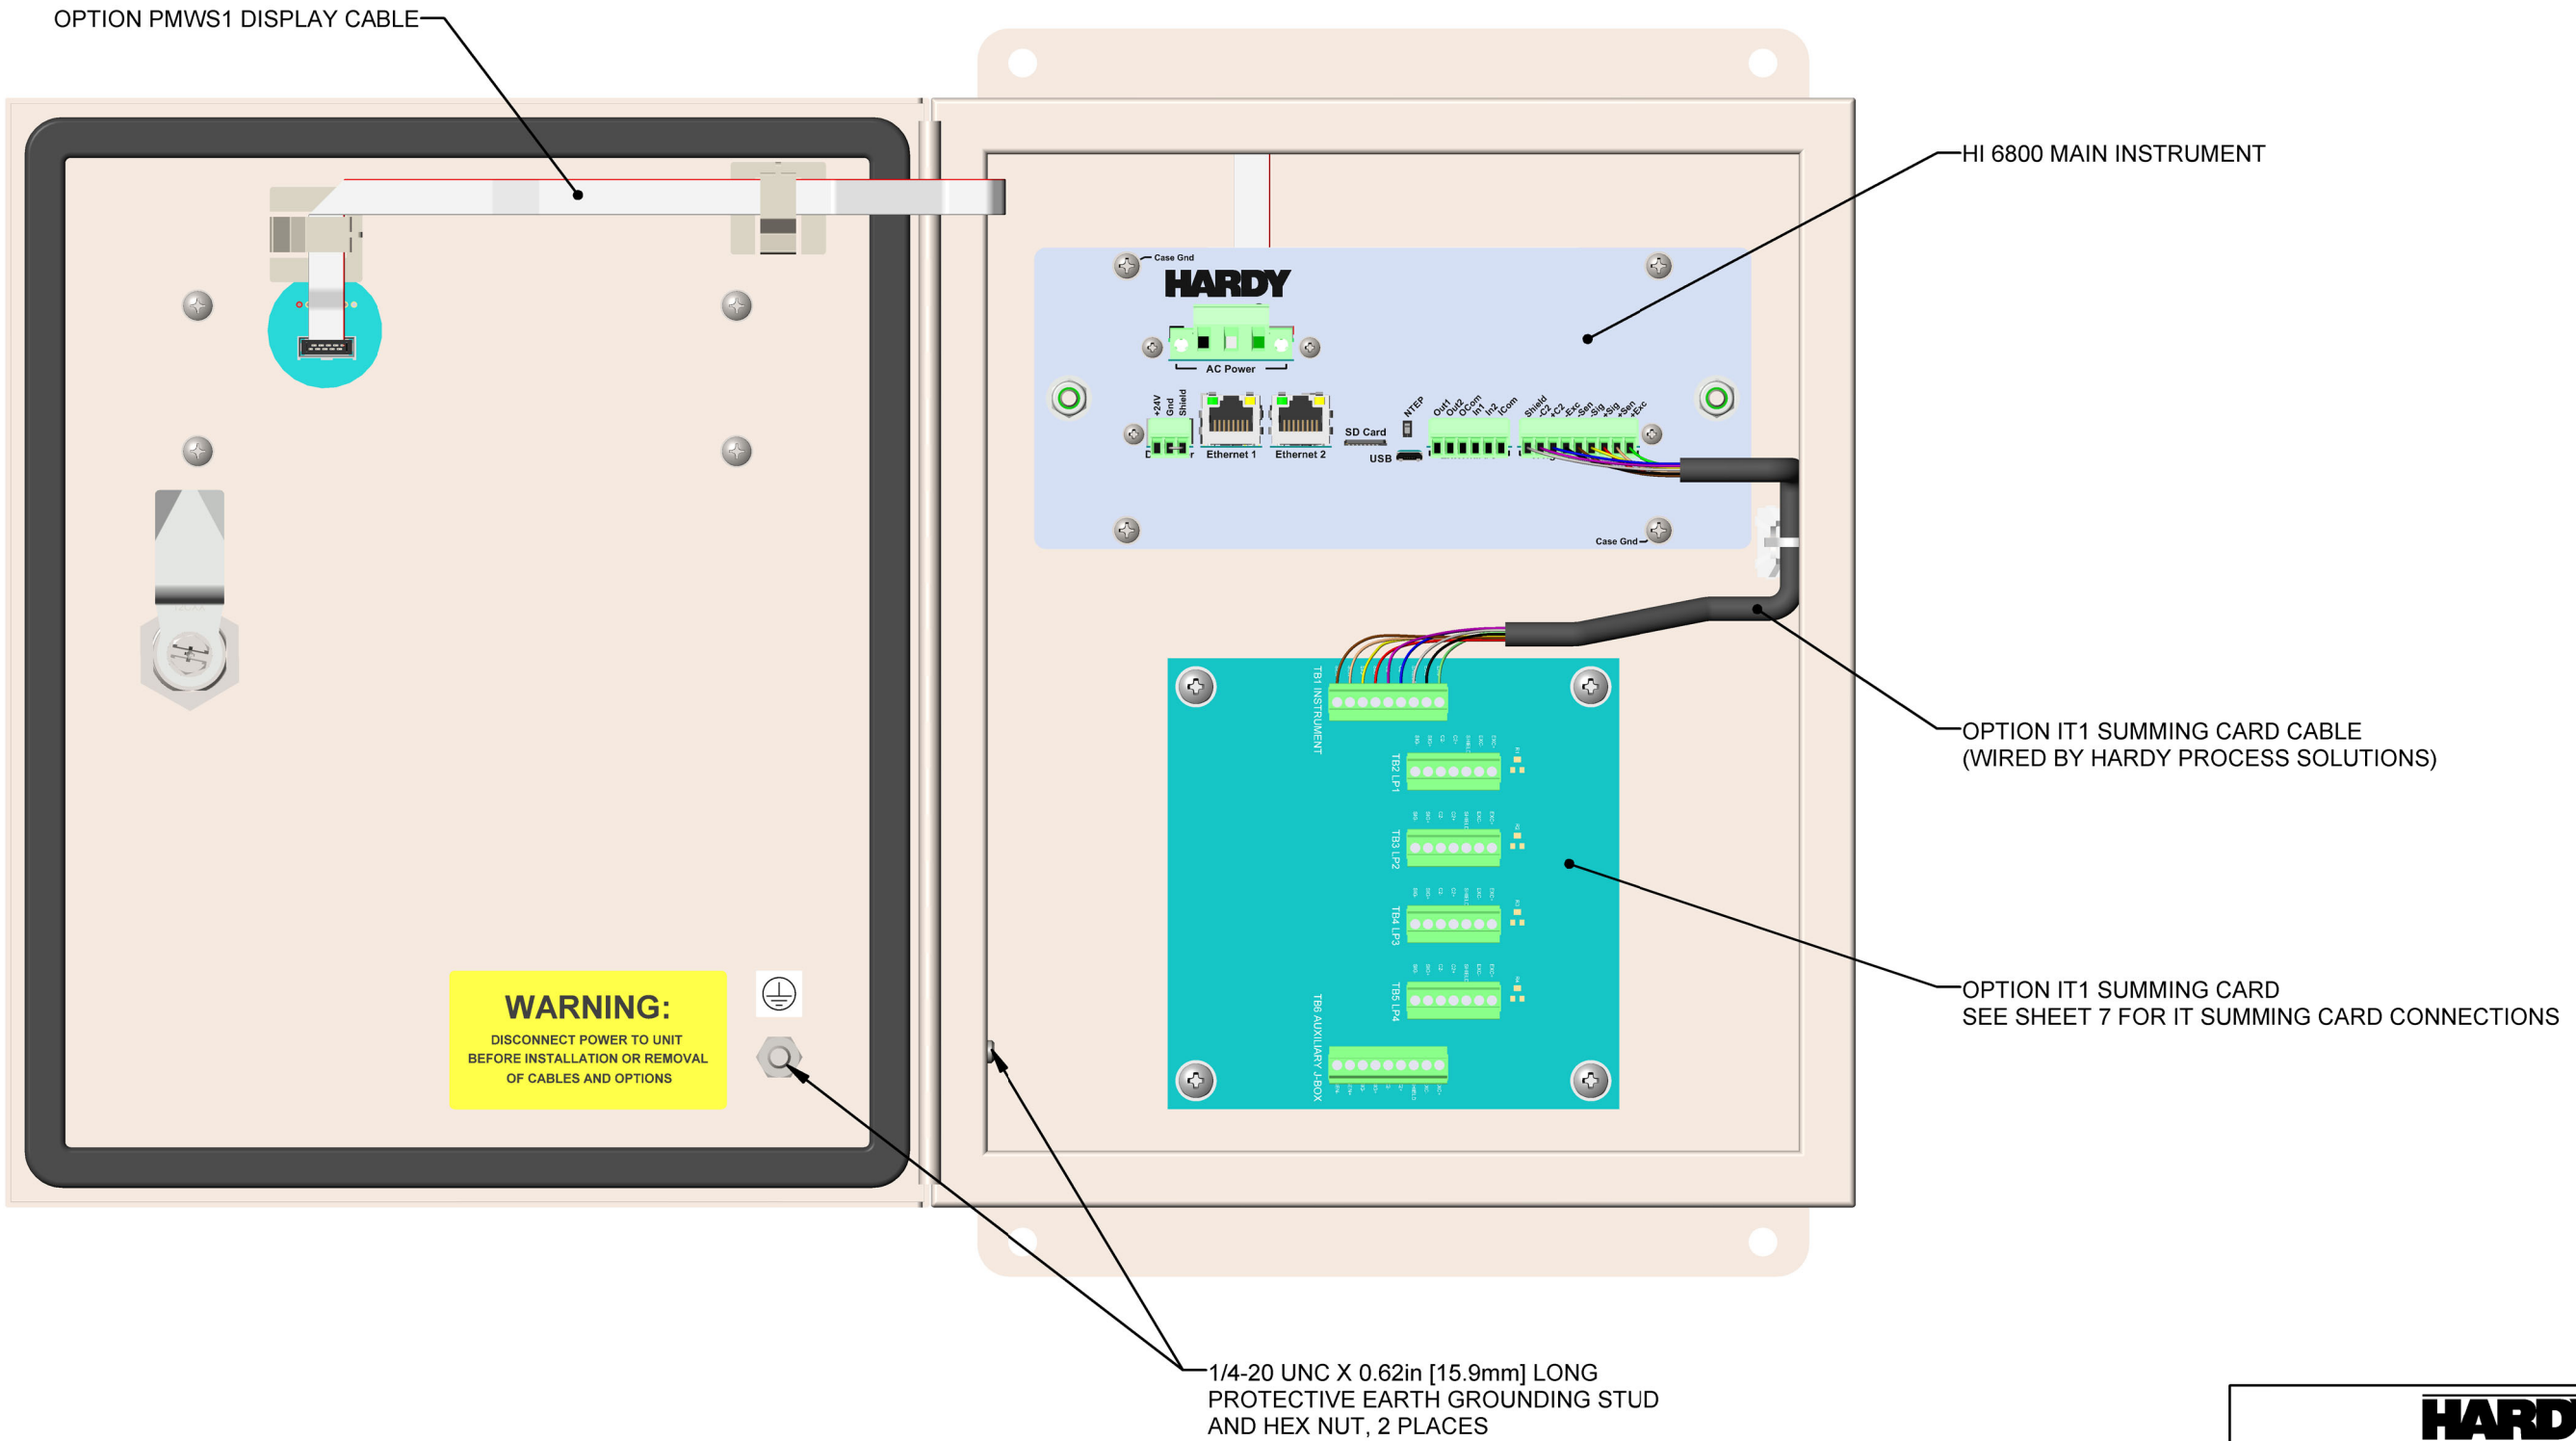 OPTION PMWS1 DISPLAY CABLE
HI 6800 MAIN INSTRUMENT
Case Gnd
HARDY
AC Power
+24V
Gnd
Shield
Ethernet 1
Ethernet 2
SD Card
USB
NTEP
Out1
Out2
OCom
In1
In2
ICom
Shield
-C2
+C2
-Exc
-Sen
-Sig
+Sig
+Sen
+Exc
Case Gnd
OPTION IT1 SUMMING CARD CABLE
(WIRED BY HARDY PROCESS SOLUTIONS)
TB1 INSTRUMENT
TB2 LP1
TB3 LP2
TB4 LP3
TB5 LP4
TB6 AUXILIARY J-BOX
OPTION IT1 SUMMING CARD
SEE SHEET 7 FOR IT SUMMING CARD CONNECTIONS
WARNING:
DISCONNECT POWER TO UNIT
BEFORE INSTALLATION OR REMOVAL
OF CABLES AND OPTIONS
1/4-20 UNC X 0.62in [15.9mm] LONG
PROTECTIVE EARTH GROUNDING STUD
AND HEX NUT, 2 PLACES